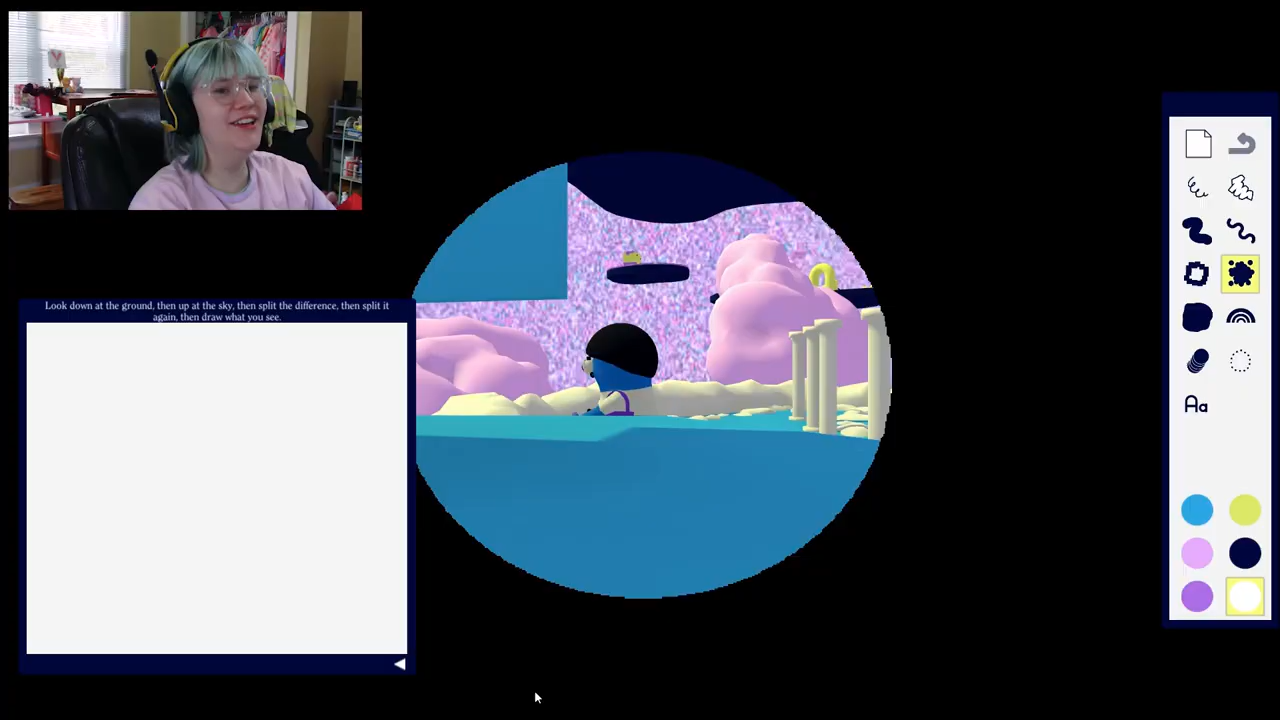 Look down at the ground, then up at the sky, then split the difference, then split it
again, then draw what you see.
Aa